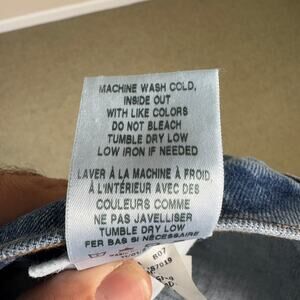 MACHINE WASH COLD,
INSIDE OUT
WITH LIKE COLORS
DO NOT BLEACH
TUMBLE DRY LOW
LOW IRON IF NEEDED
LAVER À LA MACHINE À FROID,
À L'INTÉRIEUR AVEC DES
COULEURS COMME
NE PAS JAVELLISER
TUMBLE DRY LOW
FER BAS SI NÉCESSAIRE
B07